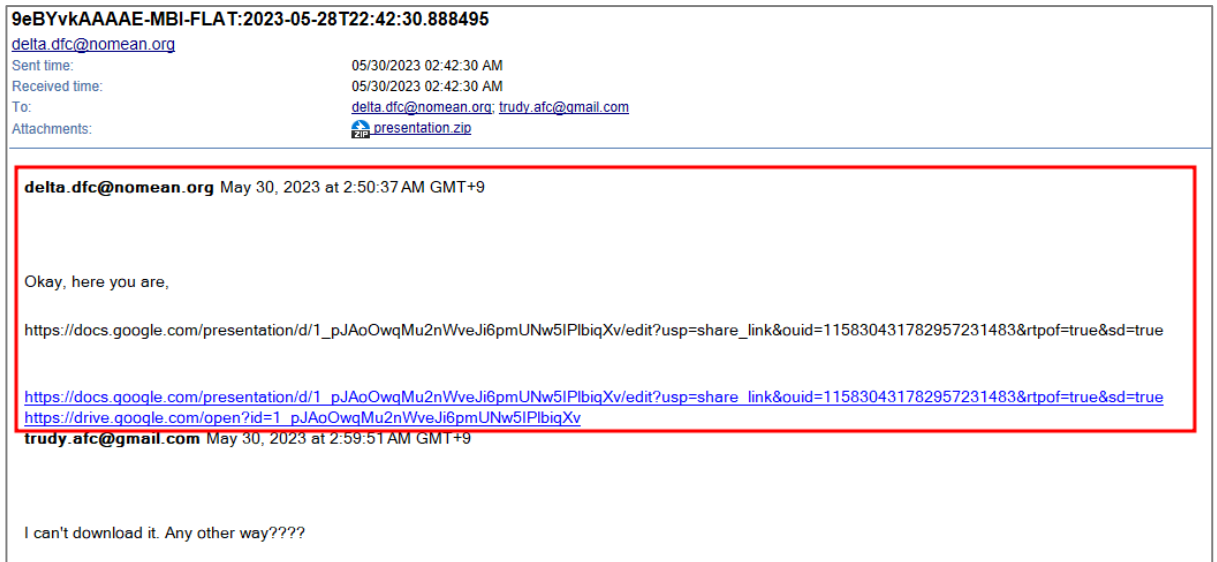 9eBYvkAAAAE-MBI-FLAT:2023-05-28T22:42:30.888495
delta.dfc@nomean.org
Sent time: 05/30/2023 02:42:30 AM
Received time: 05/30/2023 02:42:30 AM
To: delta.dfc@nomean.org; trudy.afc@gmail.com
Attachments: ZIP presentation.zip
delta.dfc@nomean.org May 30, 2023 at 2:50:37 AM GMT+9
Okay, here you are,
https://docs.google.com/presentation/d/1_pJAoOwqMu2nWveJi6pmUNw5IPlbiqXv/edit?usp=share_link&ouid=115830431782957231483&rtpof=true&sd=true
https://docs.google.com/presentation/d/1_pJAoOwqMu2nWveJi6pmUNw5IPlbiqXv/edit?usp=share_link&ouid=115830431782957231483&rtpof=true&sd=true
https://drive.google.com/open?id=1_pJAoOwqMu2nWveJi6pmUNw5IPlbiqXv
trudy.afc@gmail.com May 30, 2023 at 2:59:51 AM GMT+9
I can't download it. Any other way????